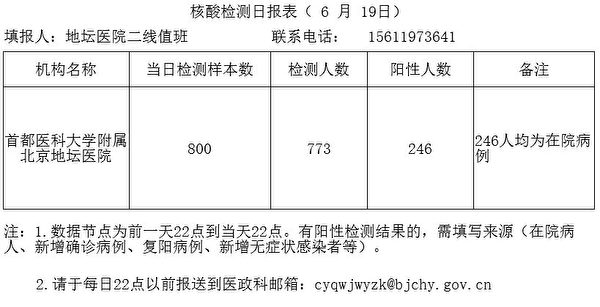 核酸检测日报表（ 6 月 19日）
填报人：地坛医院二线值班 联系电话： 15611973641
机构名称 当日检测样本数 检测人数 阳性人数 备注
首都医科大学附属北京地坛医院 800 773 246 246人均为在院病例
注：1.数据节点为前一天22点到当天22点。有阳性检测结果的，需填写来源（在院病
人、新增确诊病例、复阳病例、新增无症状感染者等）。
2.请于每日22点以前报送到医政科邮箱：cyqwjwyzk@bjchy.gov.cn